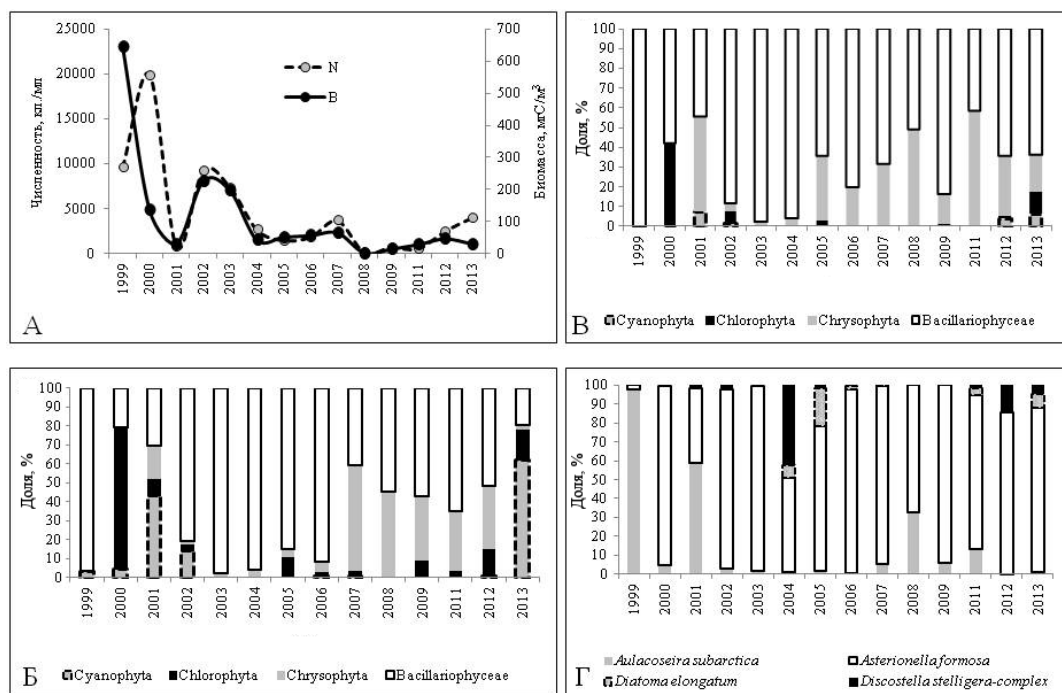 25000
20000
15000
10000
5000
0
Численность, кл./мл
700
600
500
400
300
200
100
0
Биомасса, мгС/м³
N
B
1999 2000 2001 2002 2003 2004 2005 2006 2007 2008 2009 2011 2012 2013
А
100
90
80
70
60
50
40
30
20
10
0
Доля, %
1999 2000 2001 2002 2003 2004 2005 2006 2007 2008 2009 2011 2012 2013
Cyanophyta Chlorophyta Chrysophyta Bacillariophyceae
В
100
90
80
70
60
50
40
30
20
10
0
Доля, %
1999 2000 2001 2002 2003 2004 2005 2006 2007 2008 2009 2011 2012 2013
Cyanophyta Chlorophyta Chrysophyta Bacillariophyceae
Б
100
90
80
70
60
50
40
30
20
10
0
Доля, %
1999 2000 2001 2002 2003 2004 2005 2006 2007 2008 2009 2011 2012 2013
Aulacoseira subarctica Asterionella formosa
Diatoma elongatum Discostella stelligera-complex
Г